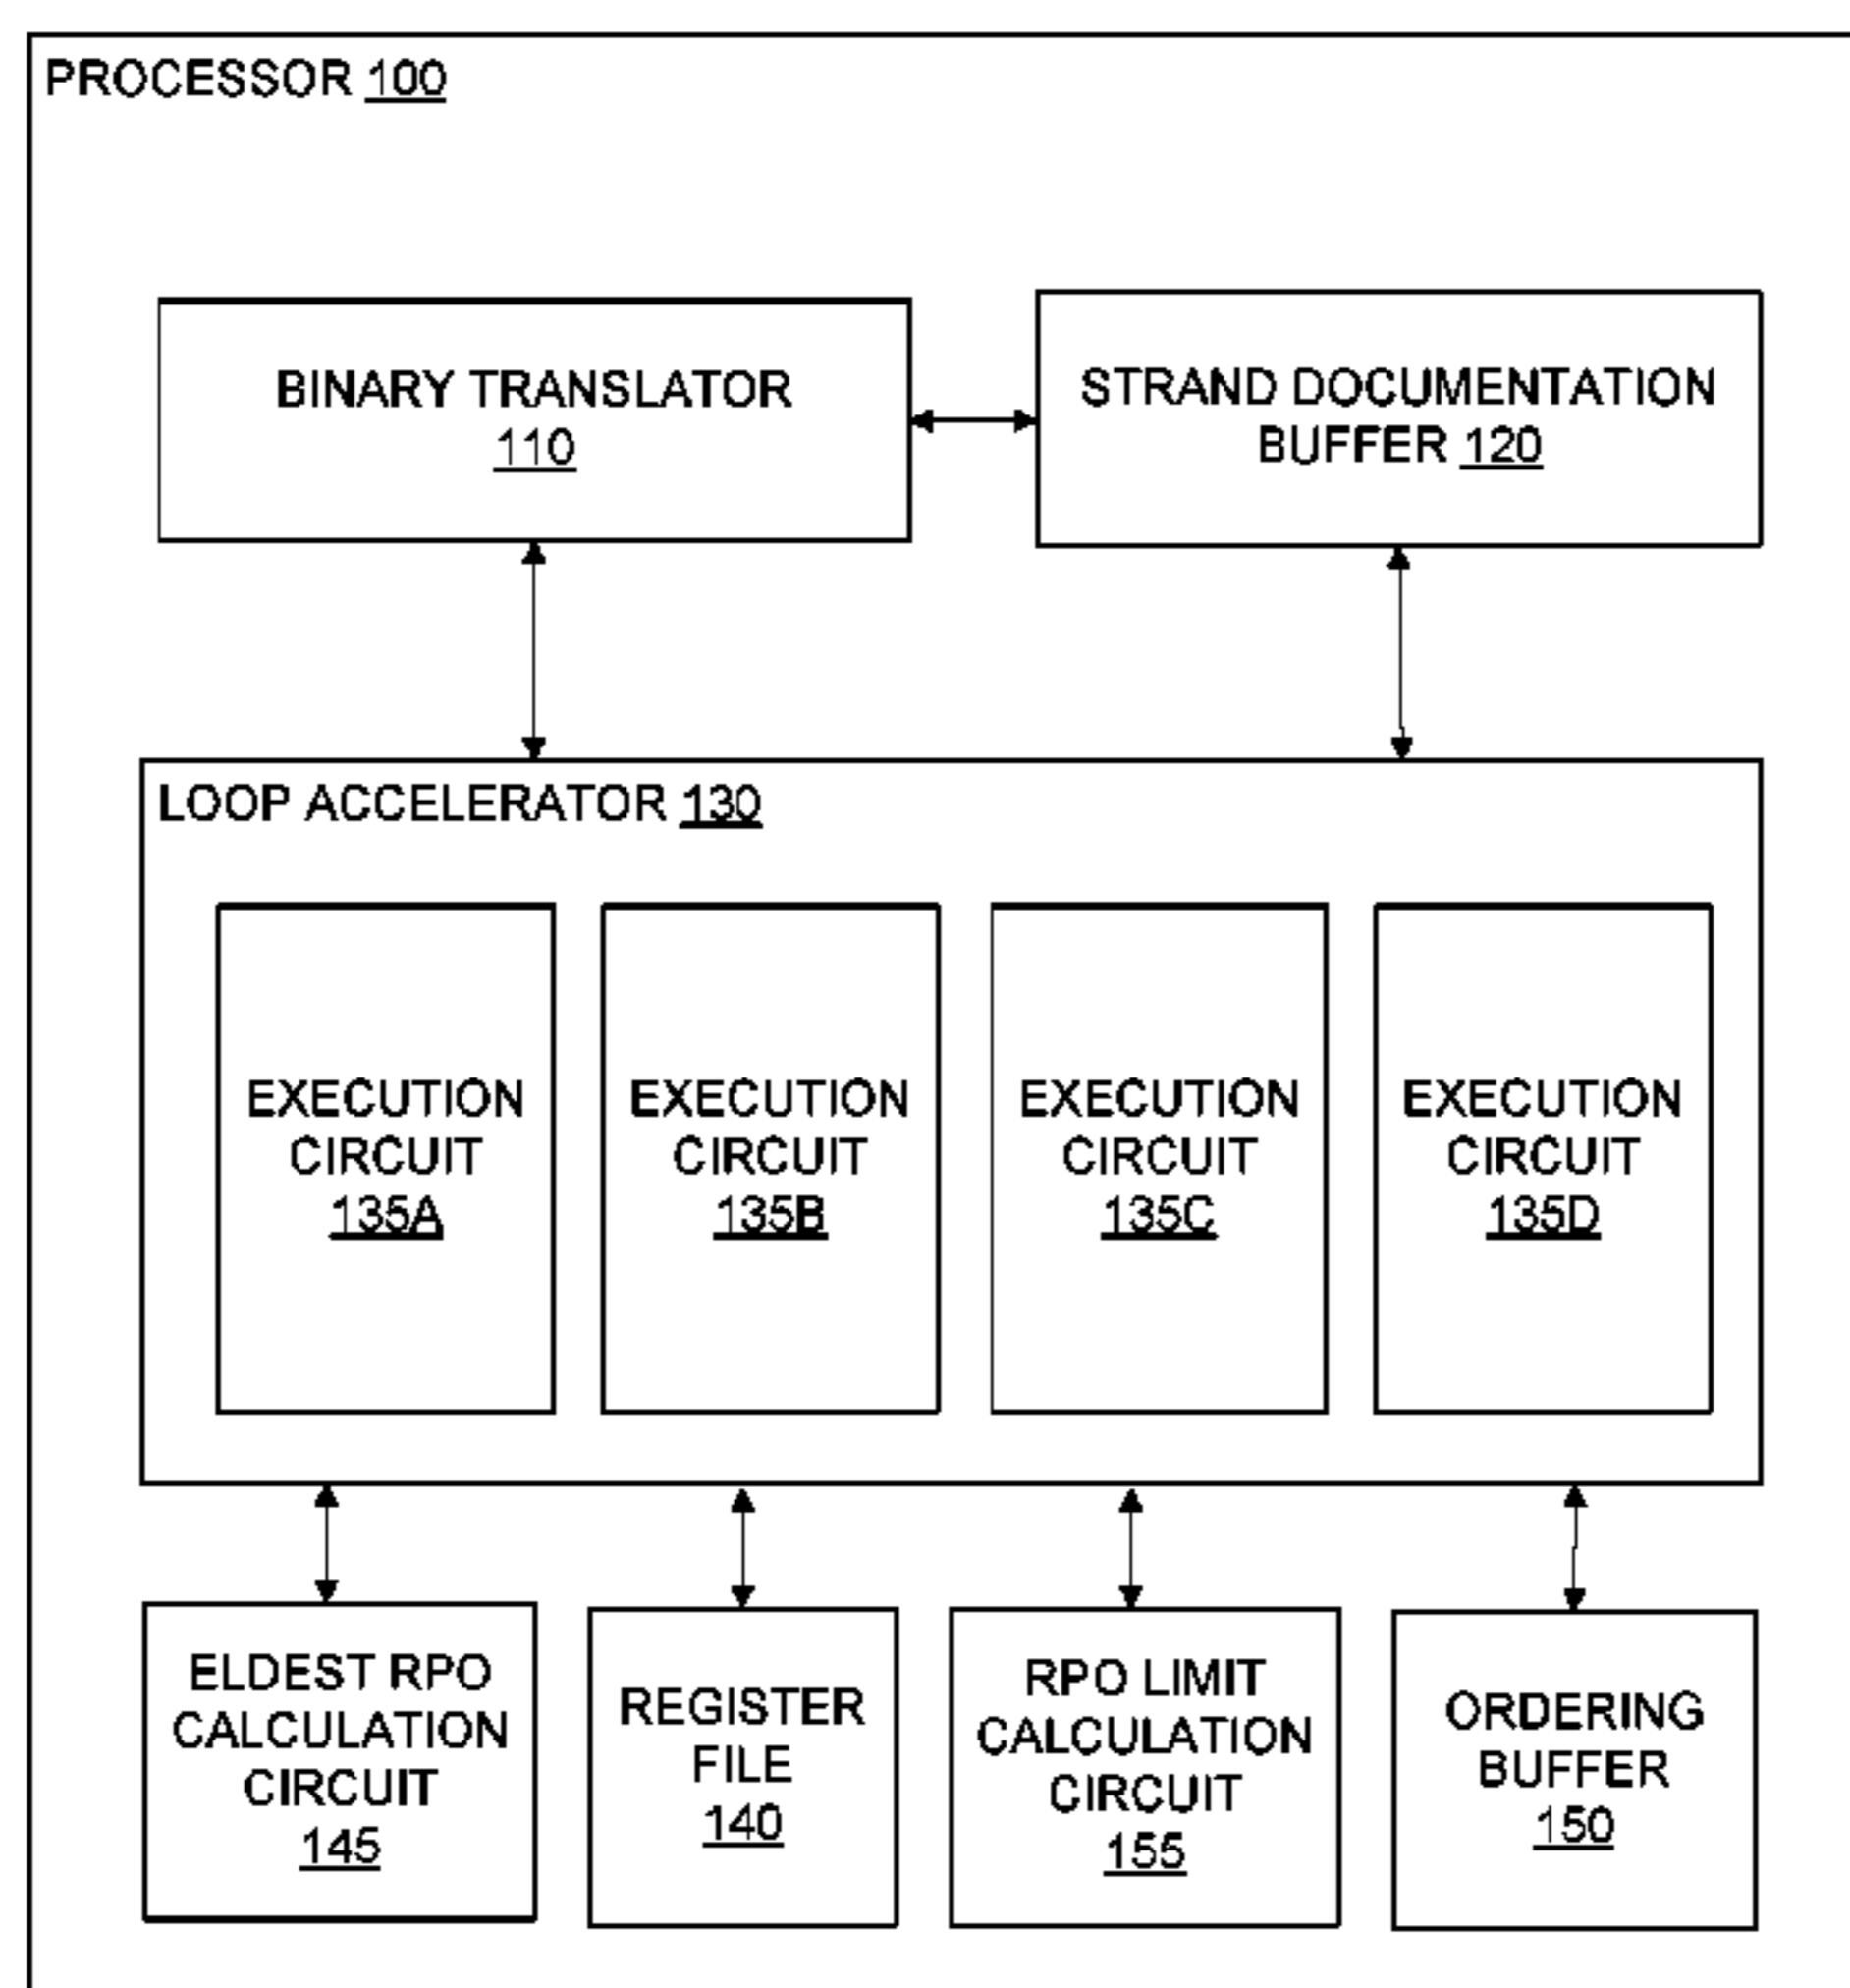 PROCESSOR 100
BINARY TRANSLATOR
110
STRAND DOCUMENTATION
BUFFER 120
LOOP ACCELERATOR 130
EXECUTION
CIRCUIT
135A
EXECUTION
CIRCUIT
135B
EXECUTION
CIRCUIT
135C
EXECUTION
CIRCUIT
135D
ELDEST RPO
CALCULATION
CIRCUIT
145
REGISTER
FILE
140
RPO LIMIT
CALCULATION
CIRCUIT
155
ORDERING
BUFFER
150